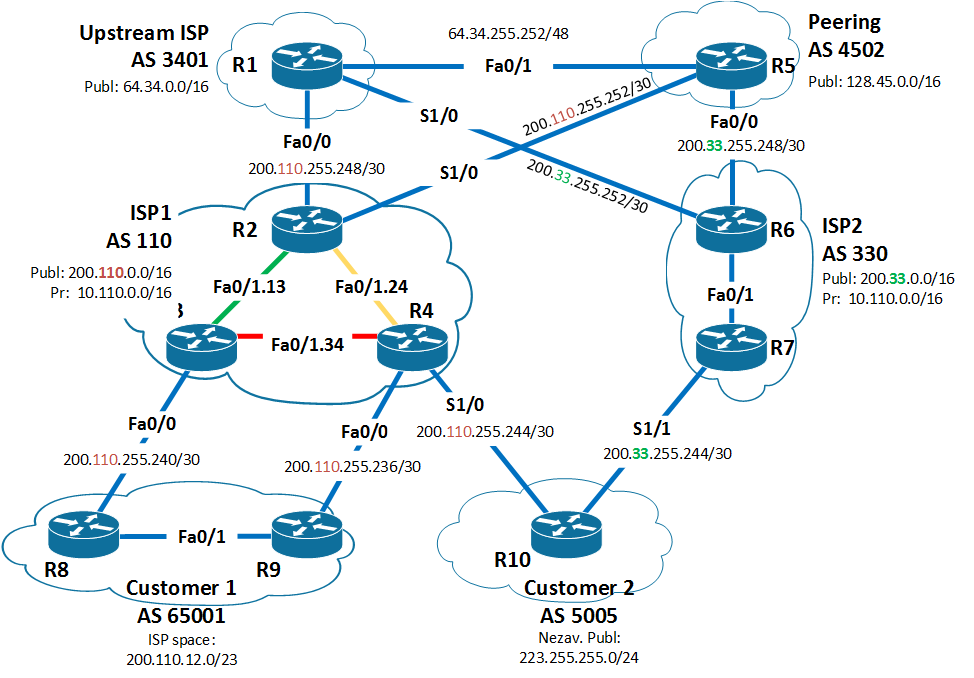 Upstream ISP
AS 3401
Publ: 64.34.0.0/16
R1
64.34.255.252/48
Fa0/1
Peering
AS 4502
R5
Publ: 128.45.0.0/16
S1/0
200.110.255.252/30
Fa0/0
200.33.255.248/30
Fa0/0
200.110.255.248/30
S1/0
200.33.255.252/30
ISP1
AS 110
Publ: 200.110.0.0/16
Pr: 10.110.0.0/16
R2
R6
ISP2
AS 330
Publ: 200.33.0.0/16
Pr: 10.110.0.0/16
Fa0/1.13
Fa0/1.24
Fa0/1
R4
Fa0/1.34
R7
Fa0/0
200.110.255.240/30
Fa0/0
200.110.255.236/30
S1/0
200.110.255.244/30
S1/1
200.33.255.244/30
Fa0/1
R8
R9
R10
Customer 1
AS 65001
ISP space:
200.110.12.0/23
Customer 2
AS 5005
Nezav. Publ:
223.255.255.0/24